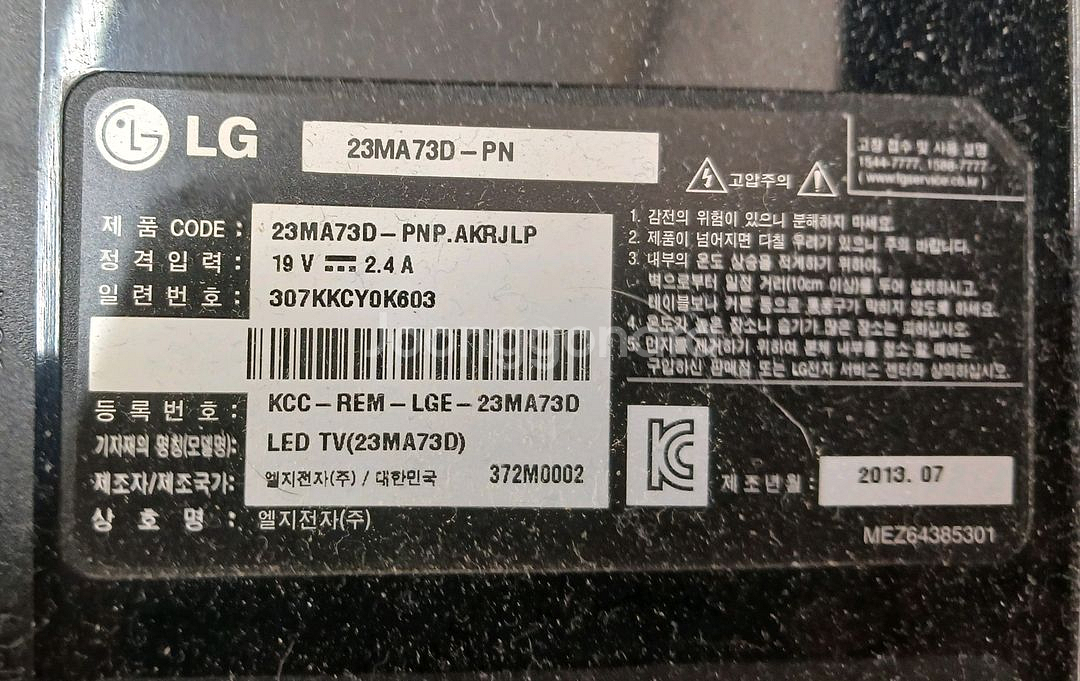 LG
23MA73D-PN
고압주의
고장 접수 및 사용 설명
1544-7777, 1588-7777
( www.lgservice.co.kr )
제 품 CODE : 23MA73D-PNP.AKRJLP
정 격 입 력 : 19 V 2.4 A
일 련 번 호 : 307KKCY0K603
등 록 번 호 : KCC-REM-LGE-23MA73D
기자재의 명칭(모델명): LED TV(23MA73D)
제조자/제조국가: 엘지전자(주) / 대한민국 372M0002
상 호 명 : 엘지전자(주)
1. 감전의 위험이 있으니 분해하지 마세요.
2. 제품이 넘어지면 다칠 우려가 있으니 주의 바랍니다.
3. 내부의 온도 상승을 적게하기 위하여,
벽으로부터 일정 거리(10cm 이상)를 두어 설치하시고,
테이블보나 커튼 등으로 통풍구가 막히지 않도록 하세요.
4. 온도가 높은 장소나 습기가 많은 장소는 피하십시오.
5. 먼지를 제거하기 위하여 본체 내부를 청소 할 때에는
구입하신 판매점 또는 LG전자 서비스 센터와 상의하십시오.
제 조 년 월 : 2013. 07
MEZ64385301